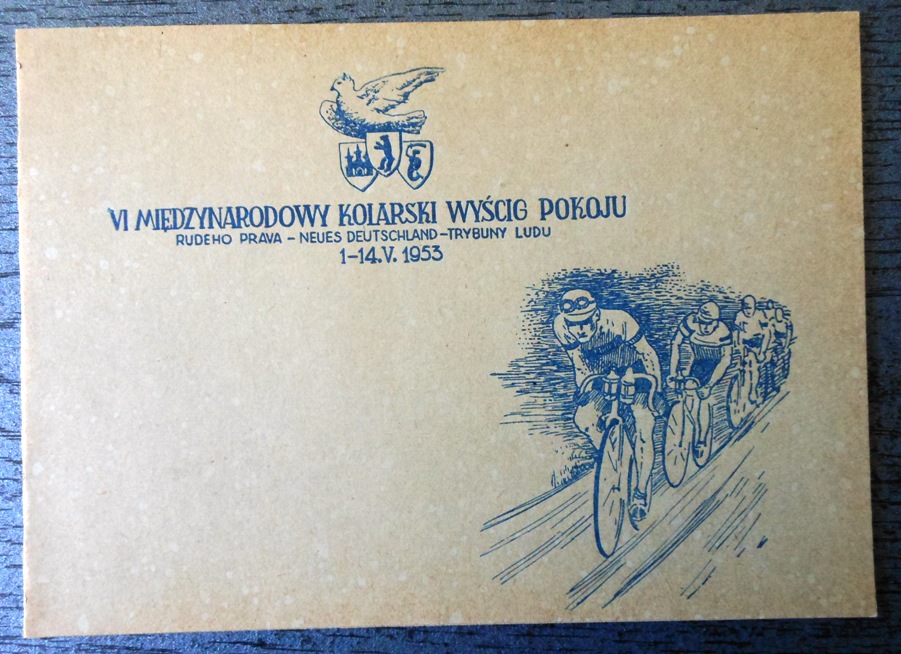 VI MIĘDZYNARODOWY KOLARSKI WYŚCIG POKOJU
RUDEHO PRAVA – NEUES DEUTSCHLAND – TRYBUNY LUDU
1–14.V. 1953